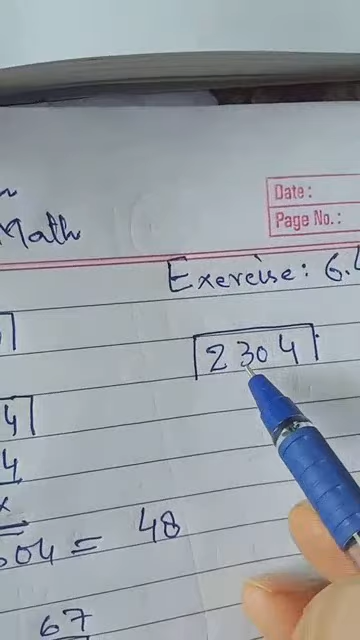 Math
Date:
Page No.:
Exercise: 6.
2304
4
4
x
= 48
67